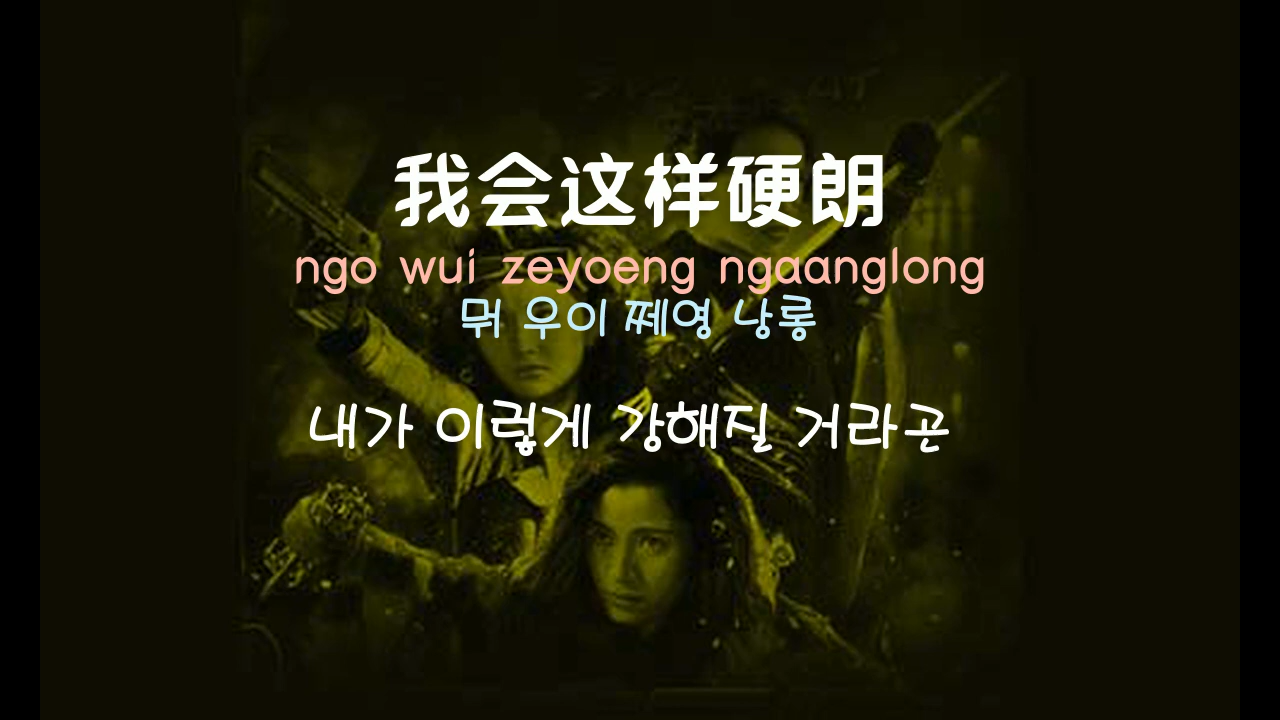 我会这样硬朗
ngo wui zeyoeng ngaanglong
뭐 우이 쩨영 낭롱
내가 이렇게 강해질 거라곤